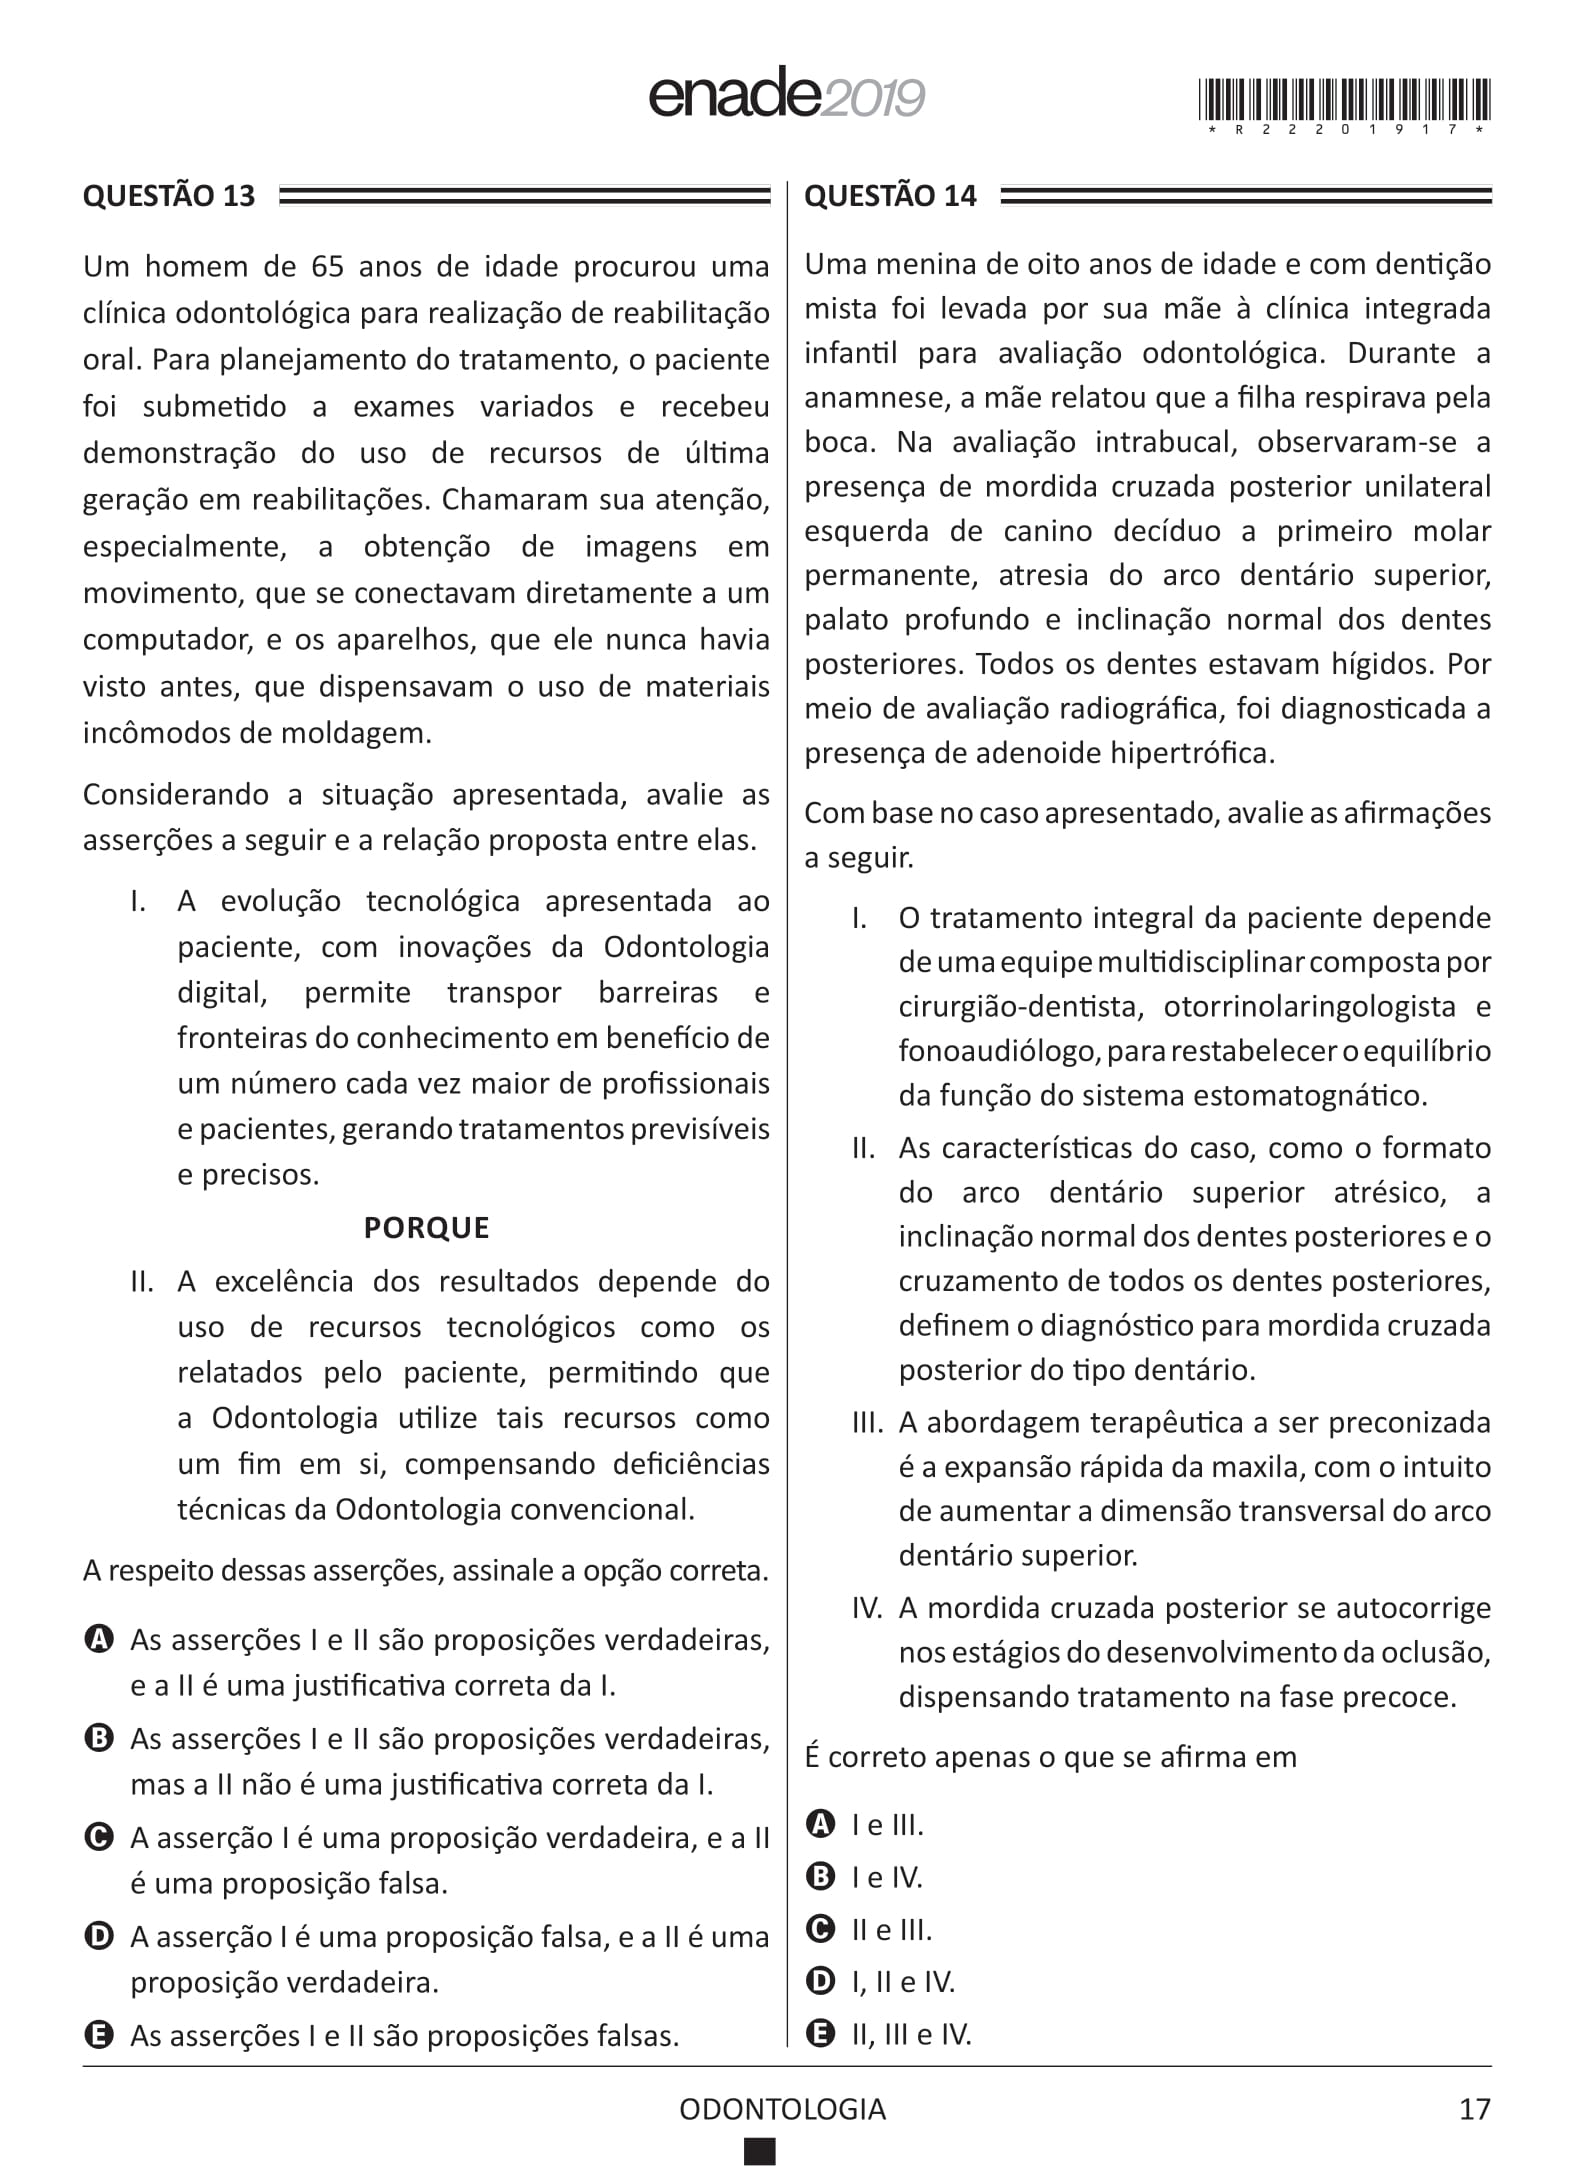 enade2019
*R22201917*
QUESTÃO 13
Um homem de 65 anos de idade procurou uma
clínica odontológica para realização de reabilitação
oral. Para planejamento do tratamento, o paciente
foi submetido a exames variados e recebeu
demonstração do uso de recursos de última
geração em reabilitações. Chamaram sua atenção,
especialmente, a obtenção de imagens em
movimento, que se conectavam diretamente a um
computador, e os aparelhos, que ele nunca havia
visto antes, que dispensavam o uso de materiais
incômodos de moldagem.
Considerando a situação apresentada, avalie as
asserções a seguir e a relação proposta entre elas.
I. A evolução tecnológica apresentada ao
paciente, com inovações da Odontologia
digital, permite transpor barreiras e
fronteiras do conhecimento em benefício de
um número cada vez maior de profissionais
e pacientes, gerando tratamentos previsíveis
e precisos.
PORQUE
II. A excelência dos resultados depende do
uso de recursos tecnológicos como os
relatados pelo paciente, permitindo que
a Odontologia utilize tais recursos como
um fim em si, compensando deficiências
técnicas da Odontologia convencional.
A respeito dessas asserções, assinale a opção correta.
A As asserções I e II são proposições verdadeiras,
e a II é uma justificativa correta da I.
B As asserções I e II são proposições verdadeiras,
mas a II não é uma justificativa correta da I.
C A asserção I é uma proposição verdadeira, e a II
é uma proposição falsa.
D A asserção I é uma proposição falsa, e a II é uma
proposição verdadeira.
E As asserções I e II são proposições falsas.
QUESTÃO 14
Uma menina de oito anos de idade e com dentição
mista foi levada por sua mãe à clínica integrada
infantil para avaliação odontológica. Durante a
anamnese, a mãe relatou que a filha respirava pela
boca. Na avaliação intrabucal, observaram-se a
presença de mordida cruzada posterior unilateral
esquerda de canino decíduo a primeiro molar
permanente, atresia do arco dentário superior,
palato profundo e inclinação normal dos dentes
posteriores. Todos os dentes estavam hígidos. Por
meio de avaliação radiográfica, foi diagnosticada a
presença de adenoide hipertrófica.
Com base no caso apresentado, avalie as afirmações
a seguir.
I. O tratamento integral da paciente depende
de uma equipe multidisciplinar composta por
cirurgião-dentista, otorrinolaringologista e
fonoaudiólogo, para restabelecer o equilíbrio
da função do sistema estomatognático.
II. As características do caso, como o formato
do arco dentário superior atrésico, a
inclinação normal dos dentes posteriores e o
cruzamento de todos os dentes posteriores,
definem o diagnóstico para mordida cruzada
posterior do tipo dentário.
III. A abordagem terapêutica a ser preconizada
é a expansão rápida da maxila, com o intuito
de aumentar a dimensão transversal do arco
dentário superior.
IV. A mordida cruzada posterior se autocorrige
nos estágios do desenvolvimento da oclusão,
dispensando tratamento na fase precoce.
É correto apenas o que se afirma em
A I e III.
B I e IV.
C II e III.
D I, II e IV.
E II, III e IV.
ODONTOLOGIA
17